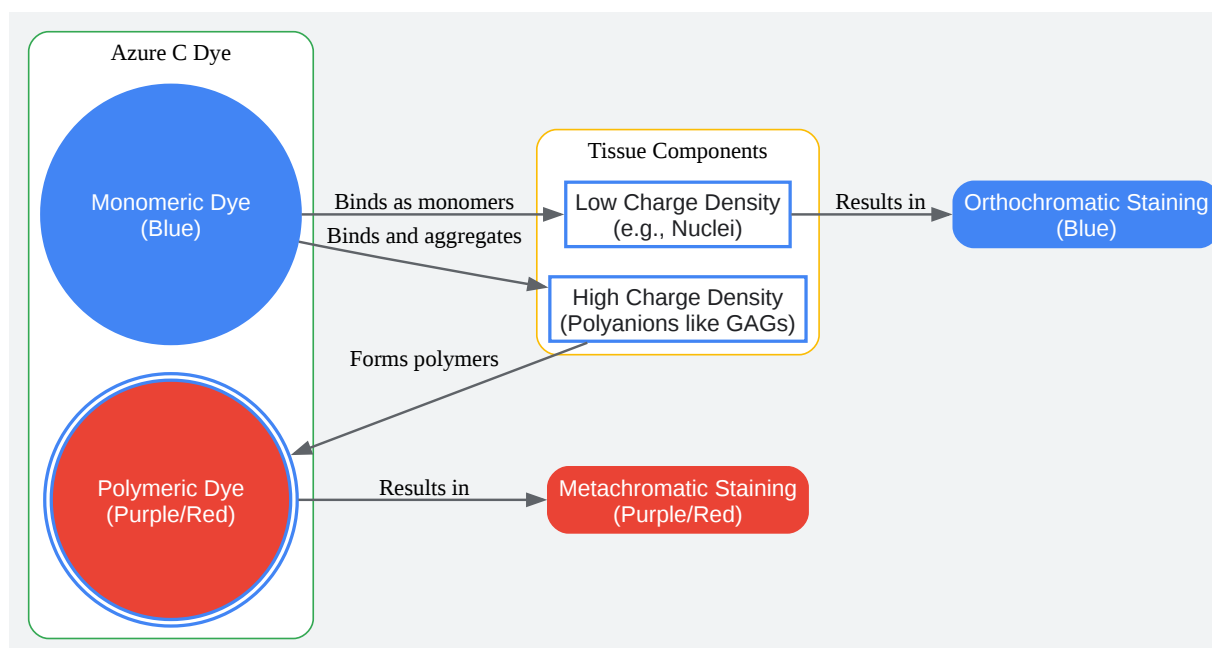 Azure C Dye
Monomeric Dye
(Blue)
Binds as monomers
Binds and aggregates
Tissue Components
Low Charge Density
(e.g., Nuclei)
High Charge Density
(Polyanions like GAGs)
Results in
Orthochromatic Staining
(Blue)
Forms polymers
Polymeric Dye
(Purple/Red)
Results in
Metachromatic Staining
(Purple/Red)